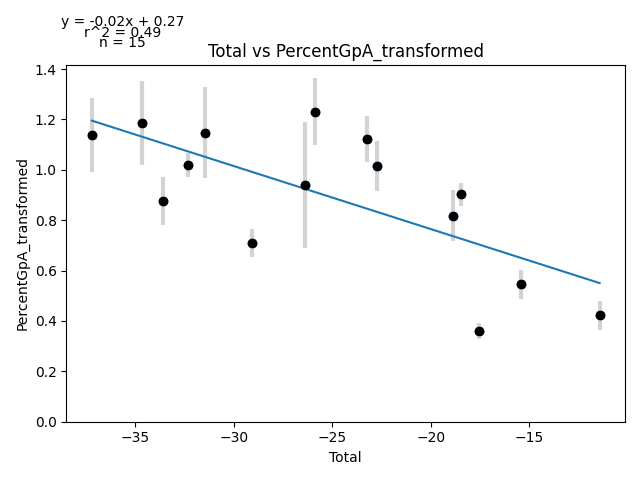 y = -0.02x + 0.27
r^2 = 0.49
n = 15
Total vs PercentGpA_transformed
PercentGpA_transformed
1.4
1.2
1.0
0.8
0.6
0.4
0.2
0.0
−35
−30
−25
−20
−15
Total